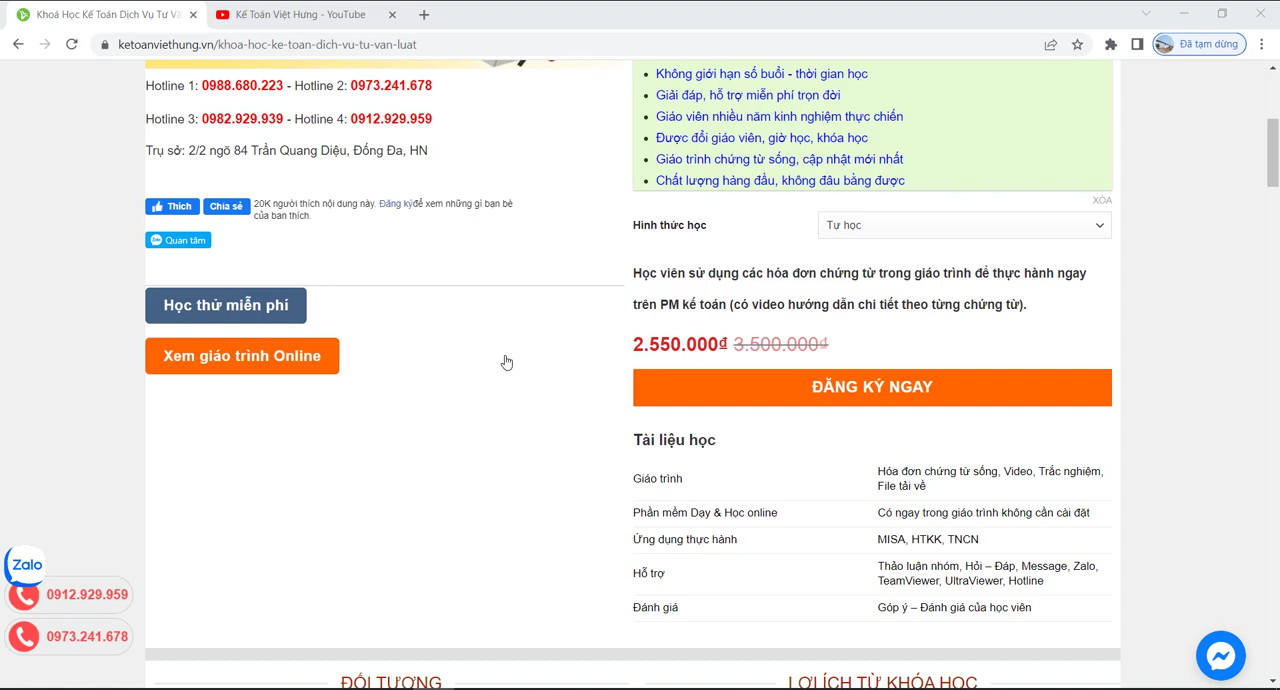 Khoá Học Kế Toán Dịch Vụ Tư Vấ
Kế Toán Việt Hưng - YouTube
ketoanviethung.vn/khoa-hoc-ke-toan-dich-vu-tu-van-luat
Đã tạm dừng
Hotline 1: 0988.680.223 - Hotline 2: 0973.241.678
Hotline 3: 0982.929.939 - Hotline 4: 0912.929.959
Trụ sở: 2/2 ngõ 84 Trần Quang Diệu, Đống Đa, HN
Thích
Chia sẻ
20K người thích nội dung này. Đăng ký để xem những gì bạn bè
của bạn thích.
Quan tâm
Học thử miễn phí
Xem giáo trình Online
Không giới hạn số buổi - thời gian học
Giải đáp, hỗ trợ miễn phí trọn đời
Giáo viên nhiều năm kinh nghiệm thực chiến
Được đổi giáo viên, giờ học, khóa học
Giáo trình chứng từ sống, cập nhật mới nhất
Chất lượng hàng đầu, không đâu bằng được
XÓA
Hình thức học
Tự học
Học viên sử dụng các hóa đơn chứng từ trong giáo trình để thực hành ngay
trên PM kế toán (có video hướng dẫn chi tiết theo từng chứng từ).
2.550.000₫ 3.500.000₫
ĐĂNG KÝ NGAY
Tài liệu học
Giáo trình
Hóa đơn chứng từ sống, Video, Trắc nghiệm,
File tải về
Phần mềm Dạy & Học online
Có ngay trong giáo trình không cần cài đặt
Ứng dụng thực hành
MISA, HTKK, TNCN
Hỗ trợ
Thảo luận nhóm, Hỏi – Đáp, Message, Zalo,
TeamViewer, UltraViewer, Hotline
Đánh giá
Góp ý – Đánh giá của học viên
Zalo
0912.929.959
0973.241.678
ĐỐI TƯỢNG
LỢI ÍCH TỪ KHÓA HỌC